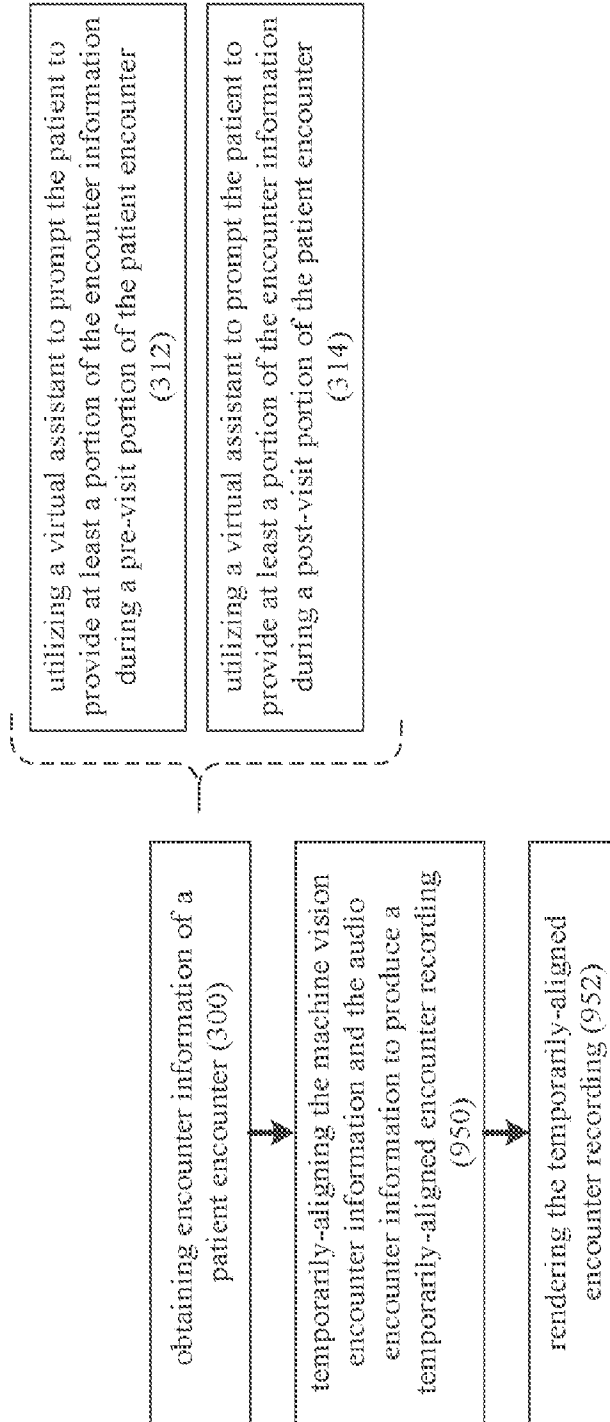 obtaining encounter information of a
patient encounter (300)
temporarily-aligning the machine vision
encounter information and the audio
encounter information to produce a
temporarily-aligned encounter recording
(950)
rendering the temporarily-aligned
encounter recording (952)
utilizing a virtual assistant to prompt the patient to
provide at least a portion of the encounter information
during a pre-visit portion of the patient encounter
(312)
utilizing a virtual assistant to prompt the patient to
provide at least a portion of the encounter information
during a post-visit portion of the patient encounter
(314)